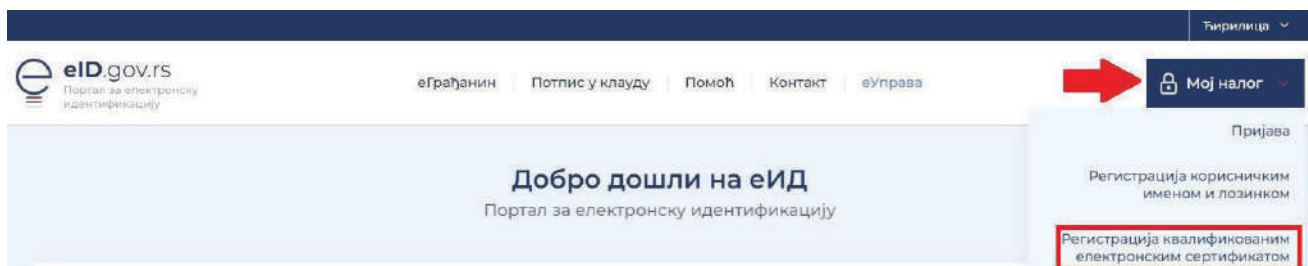 Ћирилица
eID.gov.rs
Портал за електронску
идентификацију
еГрађанин
Потпис у клауду
Помоћ
Контакт
еУправа
Мој налог
Пријава
Регистрација корисничким
именом и лозинком
Регистрација квалификованим
електронским сертификатом
Добро дошли на еИД
Портал за електронску идентификацију